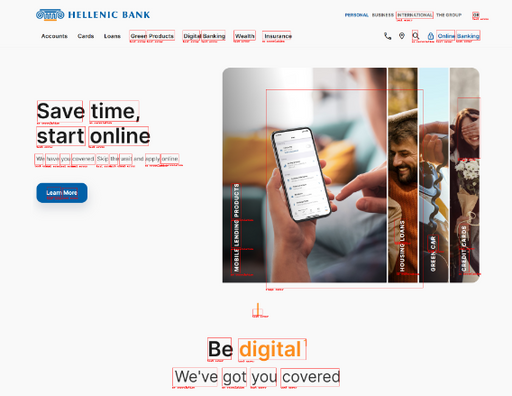 HELLENIC BANK
PERSONAL BUSINESS INTERNATIONAL THE GROUP
Accounts Cards Loans Green Products Digital Banking Wealth Insurance
Online Banking
Save time,
start online
We have you covered. Skip the wait and apply online.
Learn More
MOBILE LENDING PRODUCTS
HOUSING LOANS
GREEN CAR
CREDIT CARDS
Be digital
We've got you covered